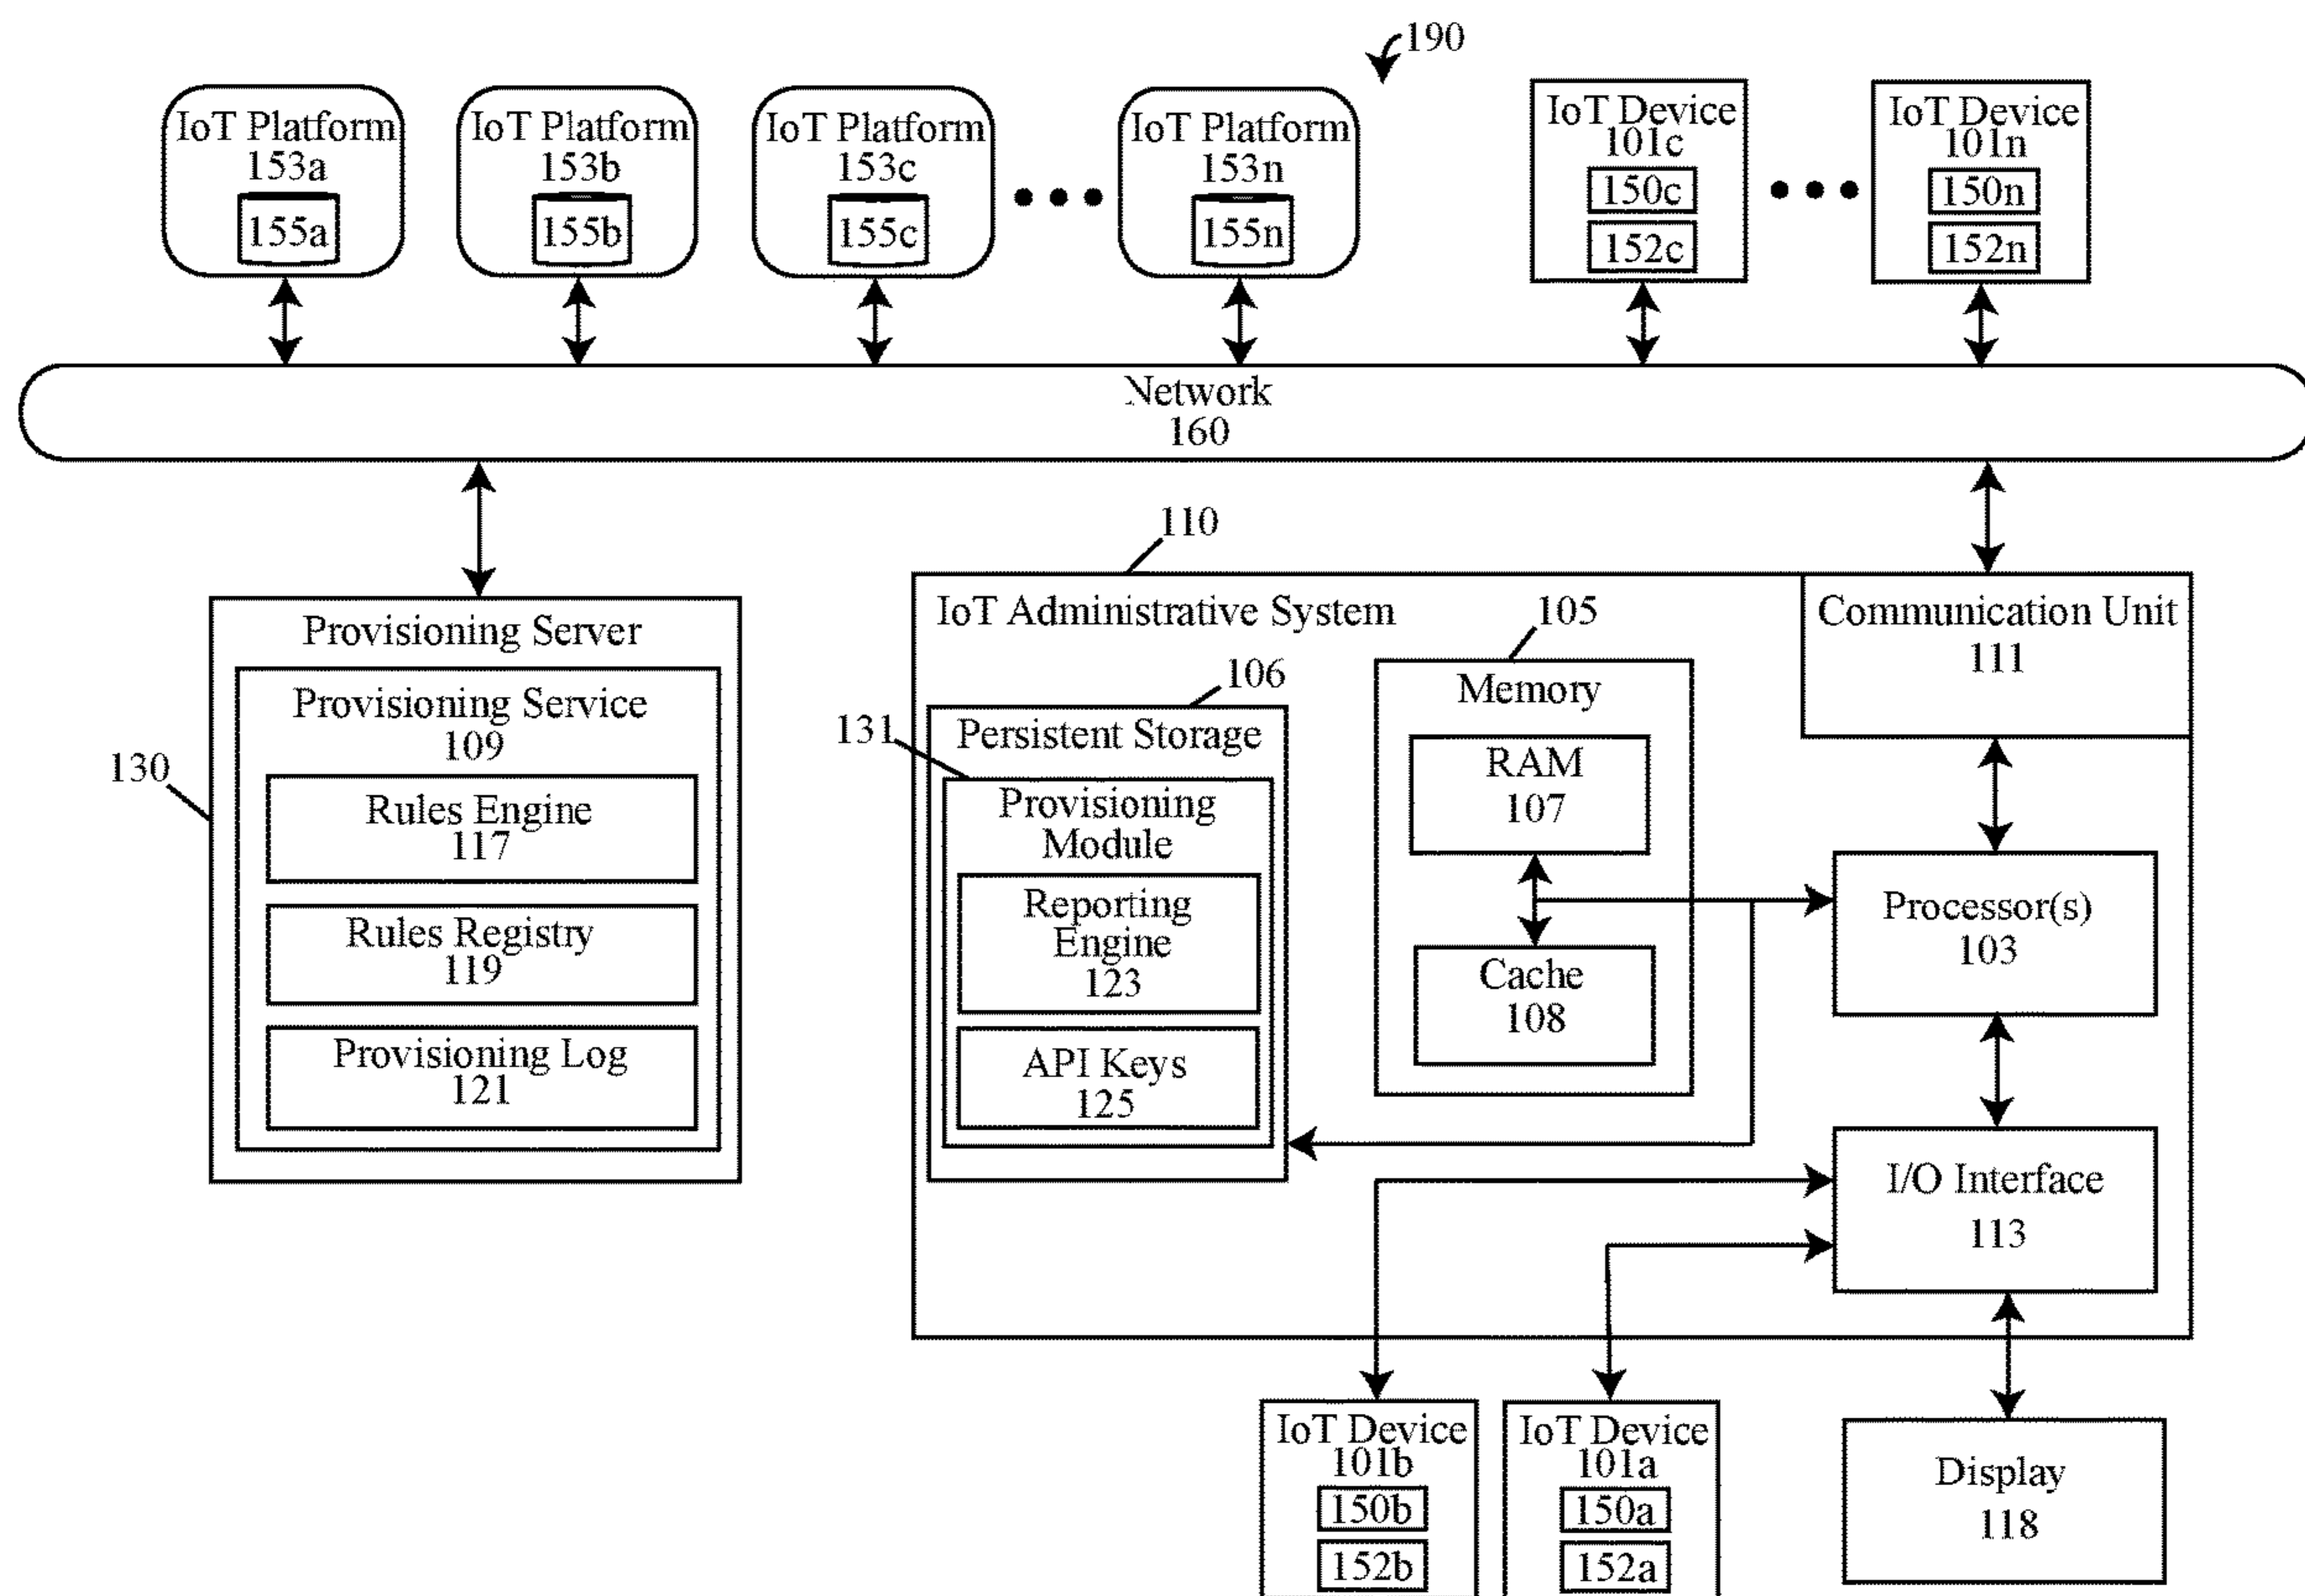 190
IoT Platform
153a
155a
IoT Platform
153b
155b
IoT Platform
153c
155c
IoT Platform
153n
155n
IoT Device
101c
150c
152c
IoT Device
101n
150n
152n
Network
160
110
Provisioning Server
Provisioning Service
109
130
Rules Engine
117
Rules Registry
119
Provisioning Log
121
IoT Administrative System
106
131
Persistent Storage
Provisioning
Module
Reporting
Engine
123
API Keys
125
105
Memory
RAM
107
Cache
108
Communication Unit
111
Processor(s)
103
I/O Interface
113
IoT Device
101b
150b
152b
IoT Device
101a
150a
152a
Display
118